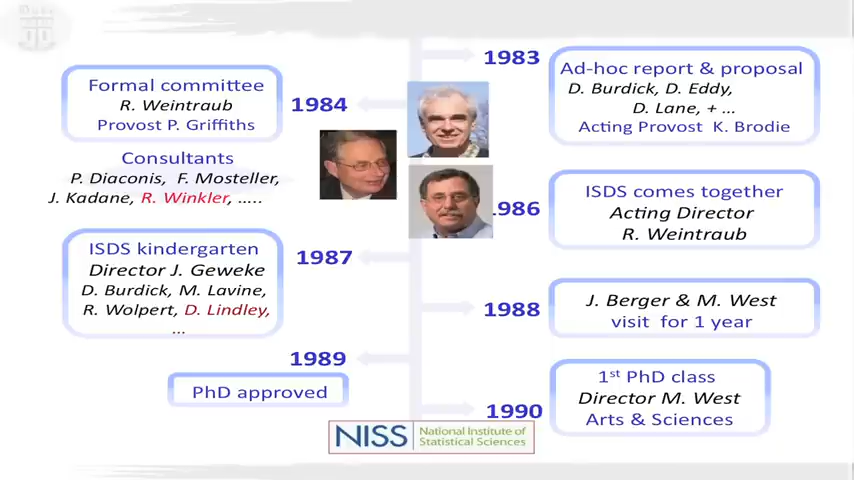 1983
Ad-hoc report & proposal
D. Burdick, D. Eddy,
D. Lane, + ...
Acting Provost K. Brodie
Formal committee
R. Weintraub
Provost P. Griffiths
1984
Consultants
P. Diaconis, F. Mosteller,
J. Kadane, R. Winkler, .....
986
ISDS comes together
Acting Director
R. Weintraub
ISDS kindergarten
Director J. Geweke
D. Burdick, M. Lavine,
R. Wolpert, D. Lindley,
...
1987
1988
J. Berger & M. West
visit for 1 year
1989
PhD approved
1990
1st PhD class
Director M. West
Arts & Sciences
NISS
National Institute of
Statistical Sciences